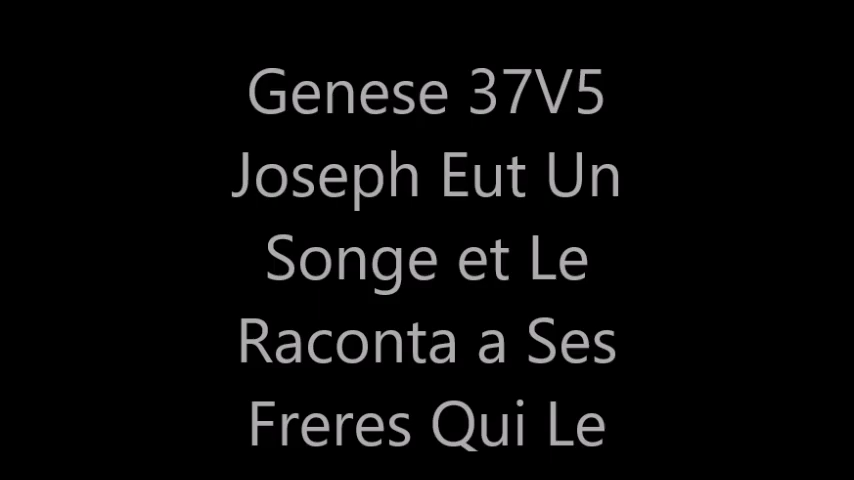 Genese 37V5
Joseph Eut Un
Songe et Le
Raconta a Ses
Freres Qui Le